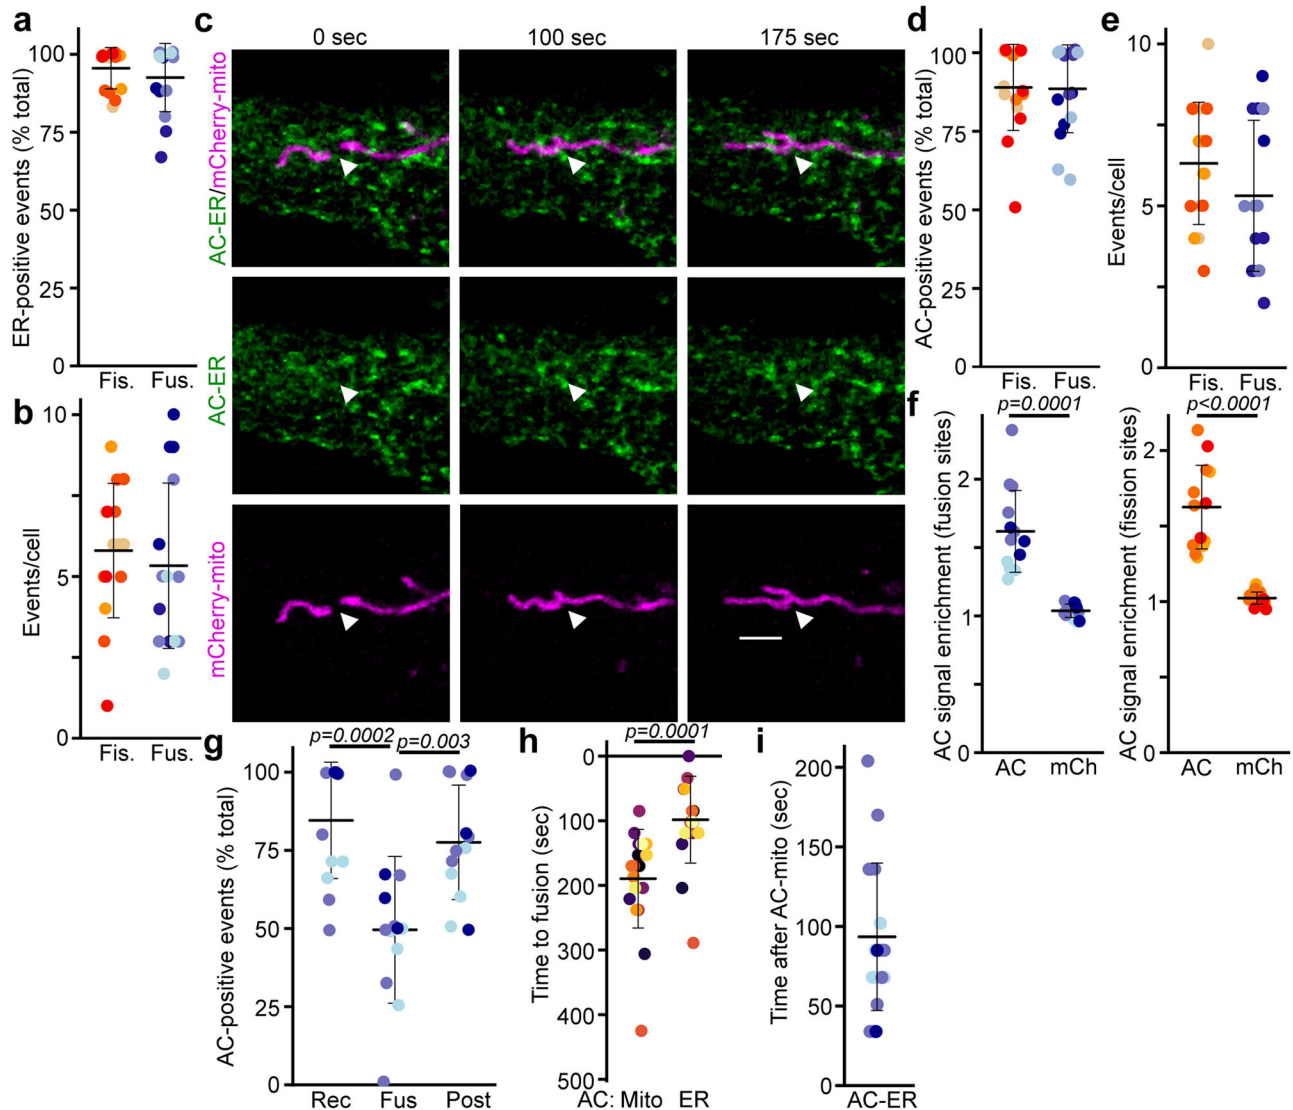 a
ER-positive events (% total)
100
75
50
25
0
Fis. Fus.
b
Events/cell
10
5
0
Fis. Fus.
c
0 sec 100 sec 175 sec
AC-ER/mCherry-mito
AC-ER
mCherry-mito
d
AC-positive events (% total)
100
75
50
25
0
Fis. Fus.
e
Events/cell
10
5
0
Fis. Fus.
f
AC signal enrichment (fusion sites)
p=0.0001
2
1
0
AC mCh
AC signal enrichment (fission sites)
p<0.0001
2
1
0
AC mCh
g
AC-positive events (% total)
p=0.0002 p=0.003
100
75
50
25
0
Rec Fus Post
h
Time to fusion (sec)
p=0.0001
0
100
200
300
400
500
AC: Mito ER
i
Time after AC-mito (sec)
200
150
100
50
0
AC-ER